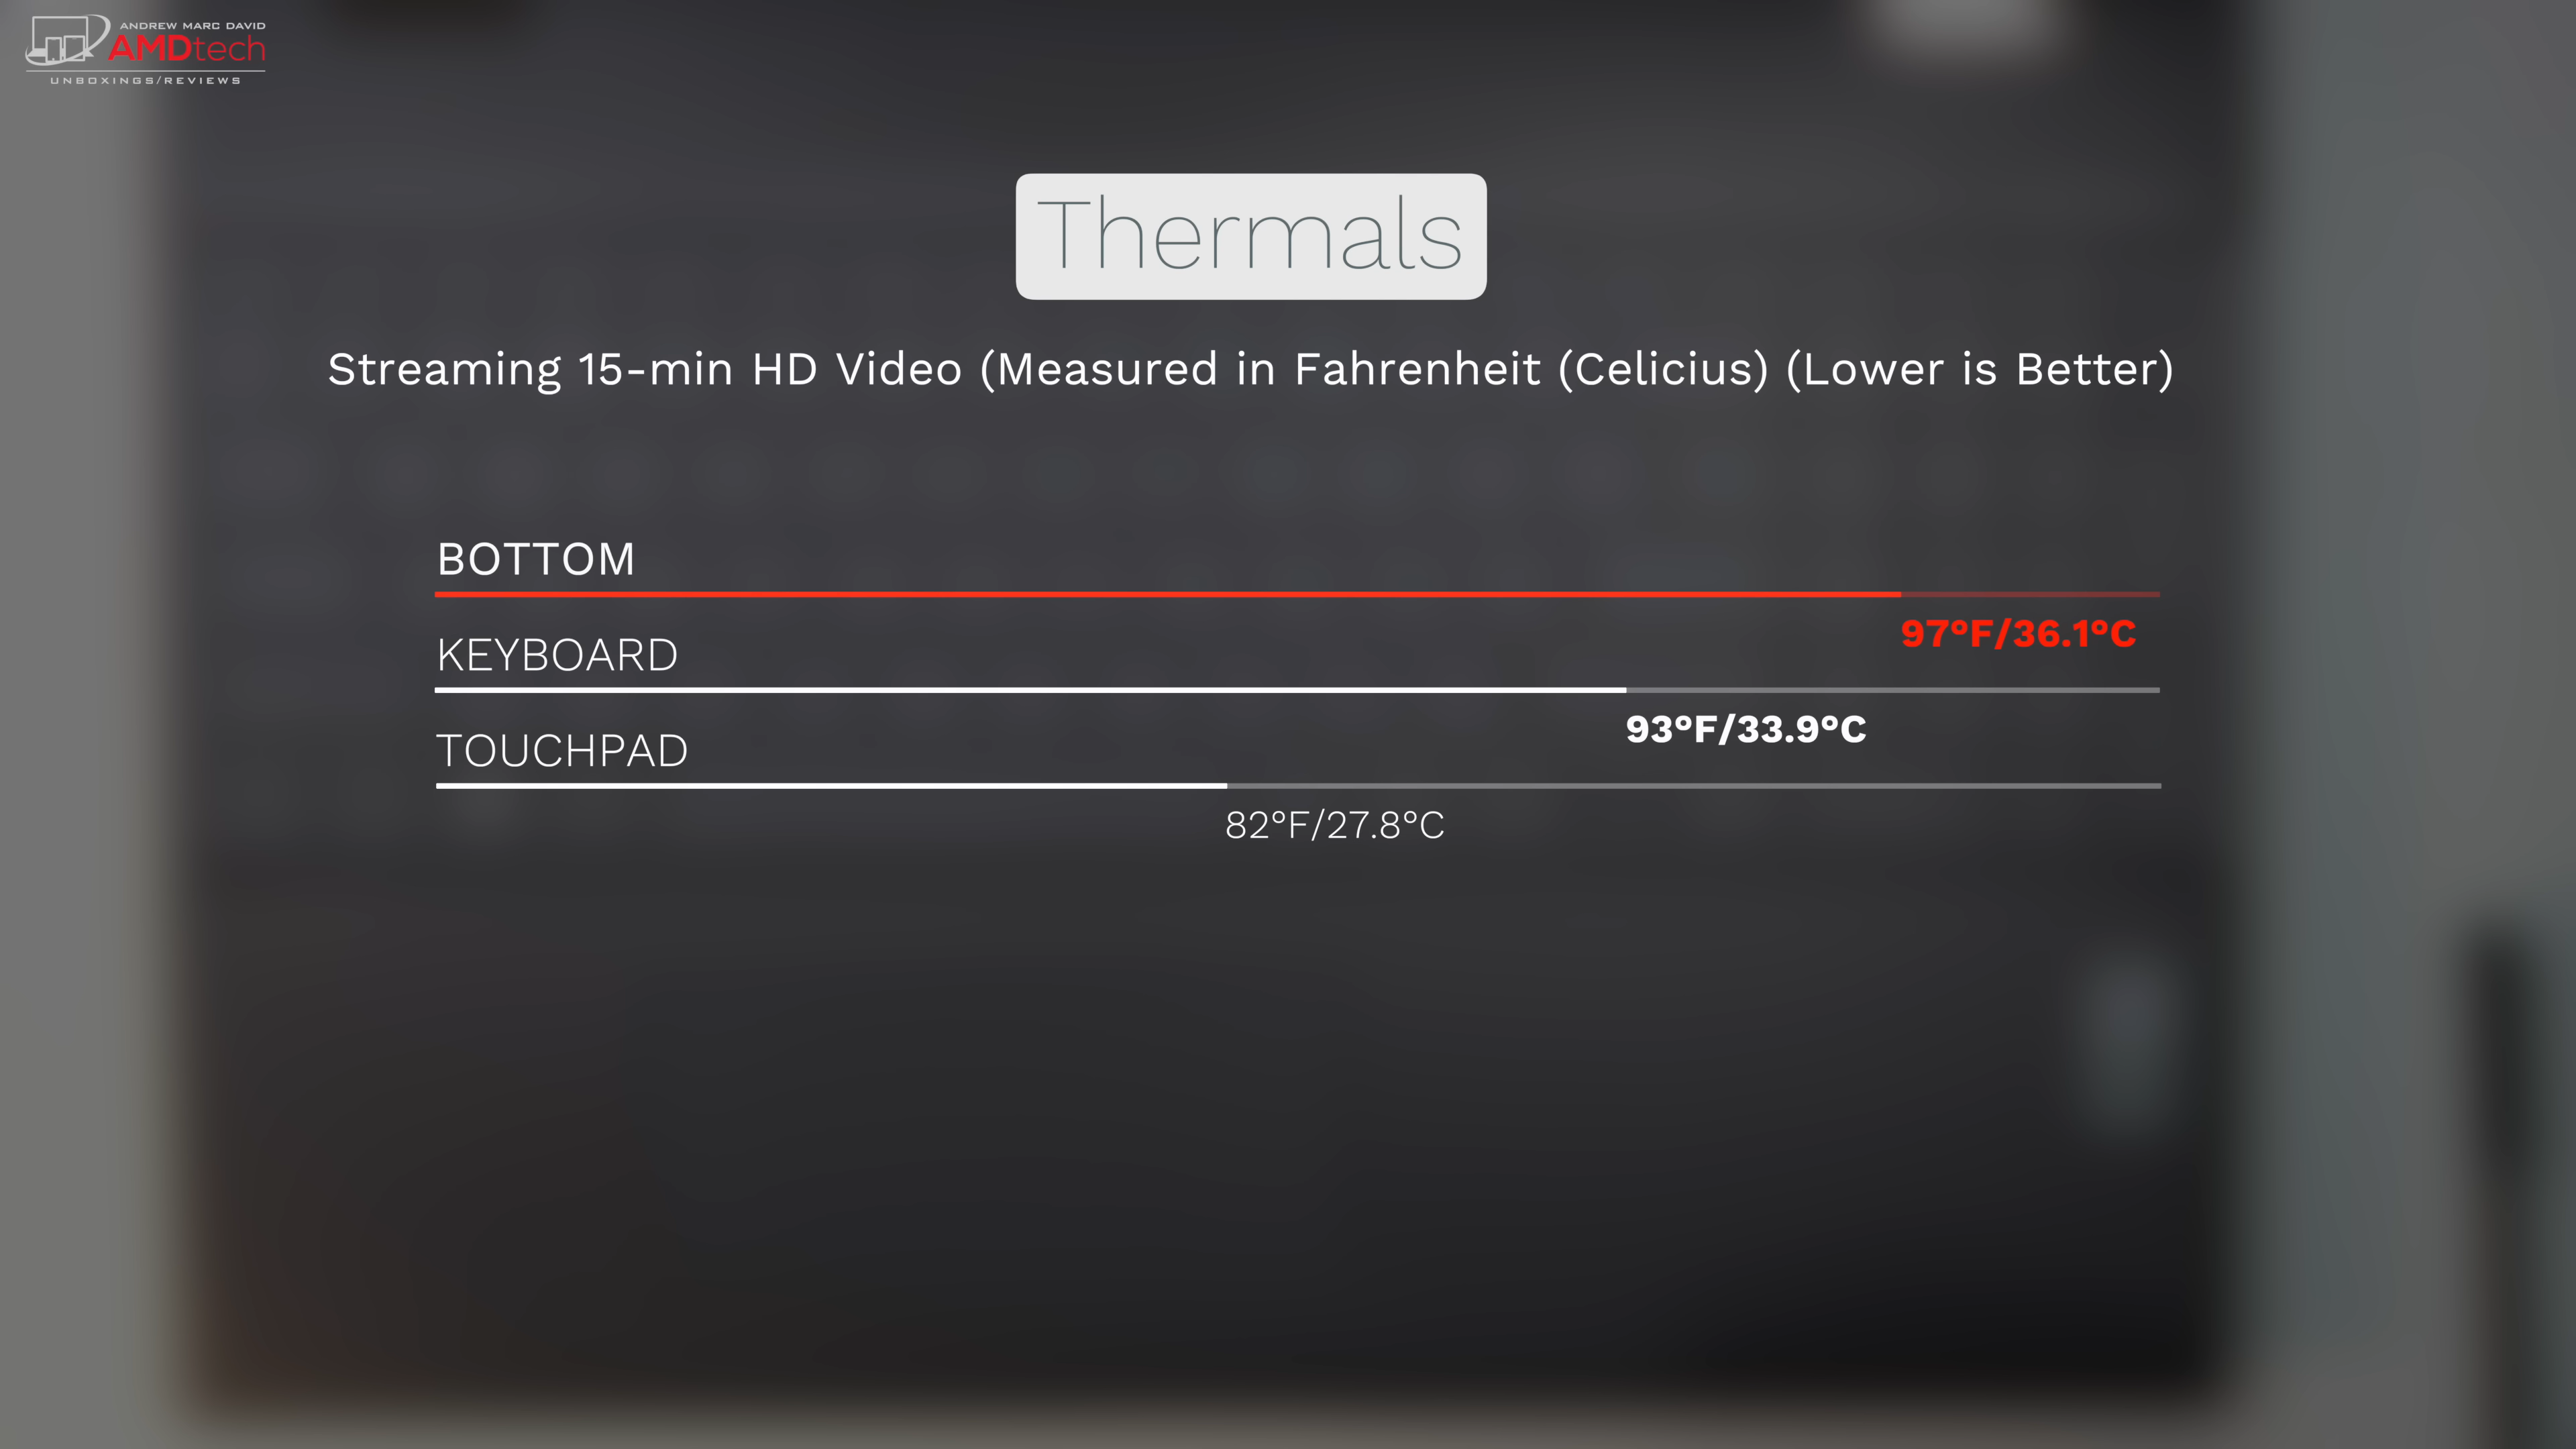 ANDREW MARC DAVID
AMDtech
UNBOXINGS/REVIEWS
Thermals
Streaming 15-min HD Video (Measured in Fahrenheit (Celicius) (Lower is Better)
BOTTOM
97°F/36.1°C
KEYBOARD
93°F/33.9°C
TOUCHPAD
82°F/27.8°C